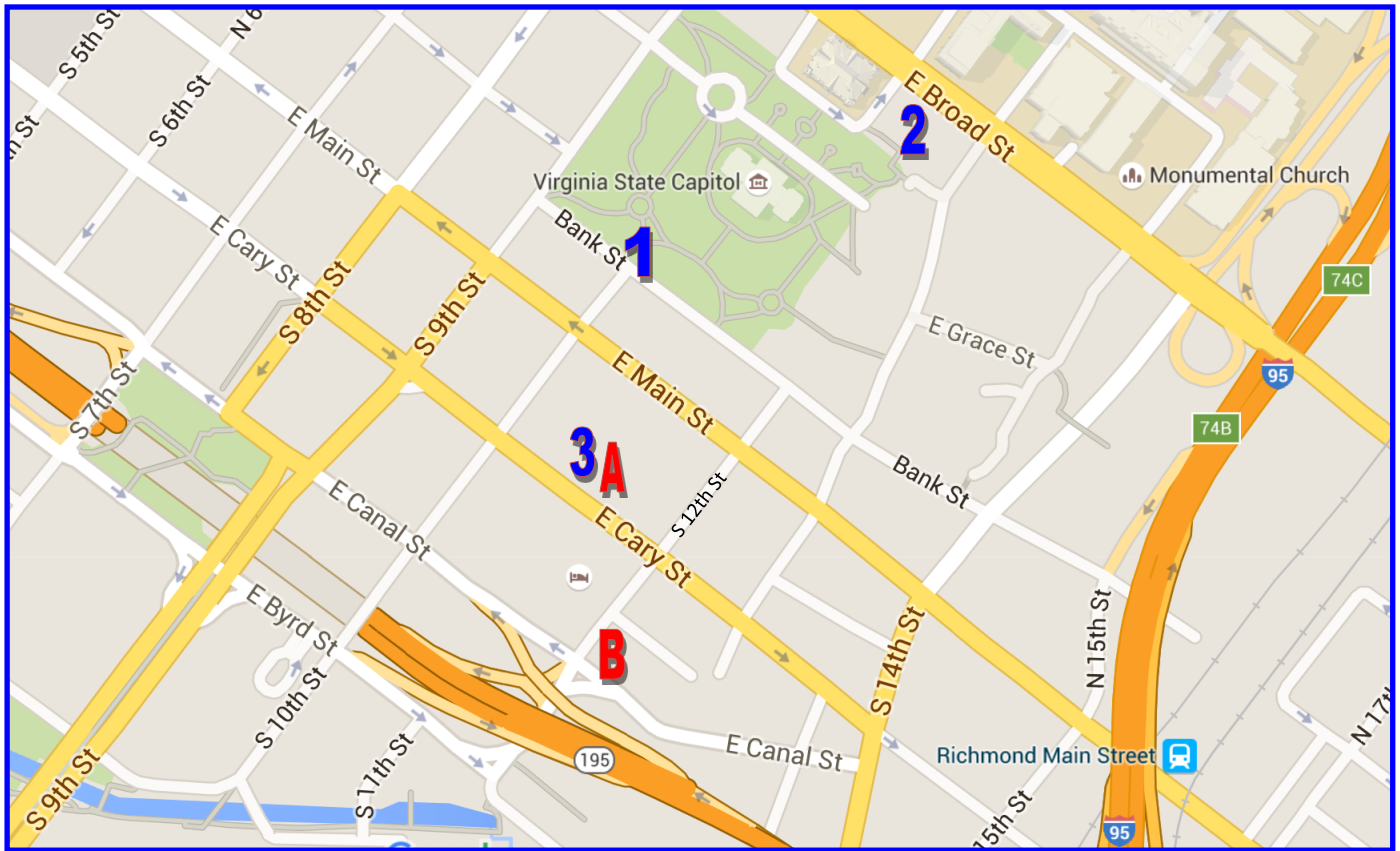 S 5th St
N 6
E Broad St
S 6th St
2
E Main St
th St
Virginia State Capitol
Monumental Church
Bank St
1
E Cary St
74C
S 8th St
S 9th St
E Grace St
95
E Main St
S 7th St
74B
3
A
Bank St
S 12th St
E Canal St
E Cary St
E Byrd St
N 15th St
B
S 14th St
S 10th St
N 17t
E Canal St
Richmond Main Street
195
S 11th St
S 9th St
15th St
95